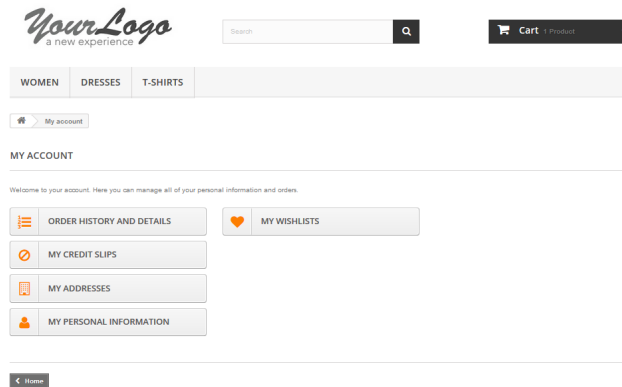 Your Logo
a new experience
Search
Cart 1 Product
WOMEN DRESSES T-SHIRTS
My account
MY ACCOUNT
Welcome to your account. Here you can manage all of your personal information and orders.
ORDER HISTORY AND DETAILS
MY WISHLISTS
MY CREDIT SLIPS
MY ADDRESSES
MY PERSONAL INFORMATION
Home